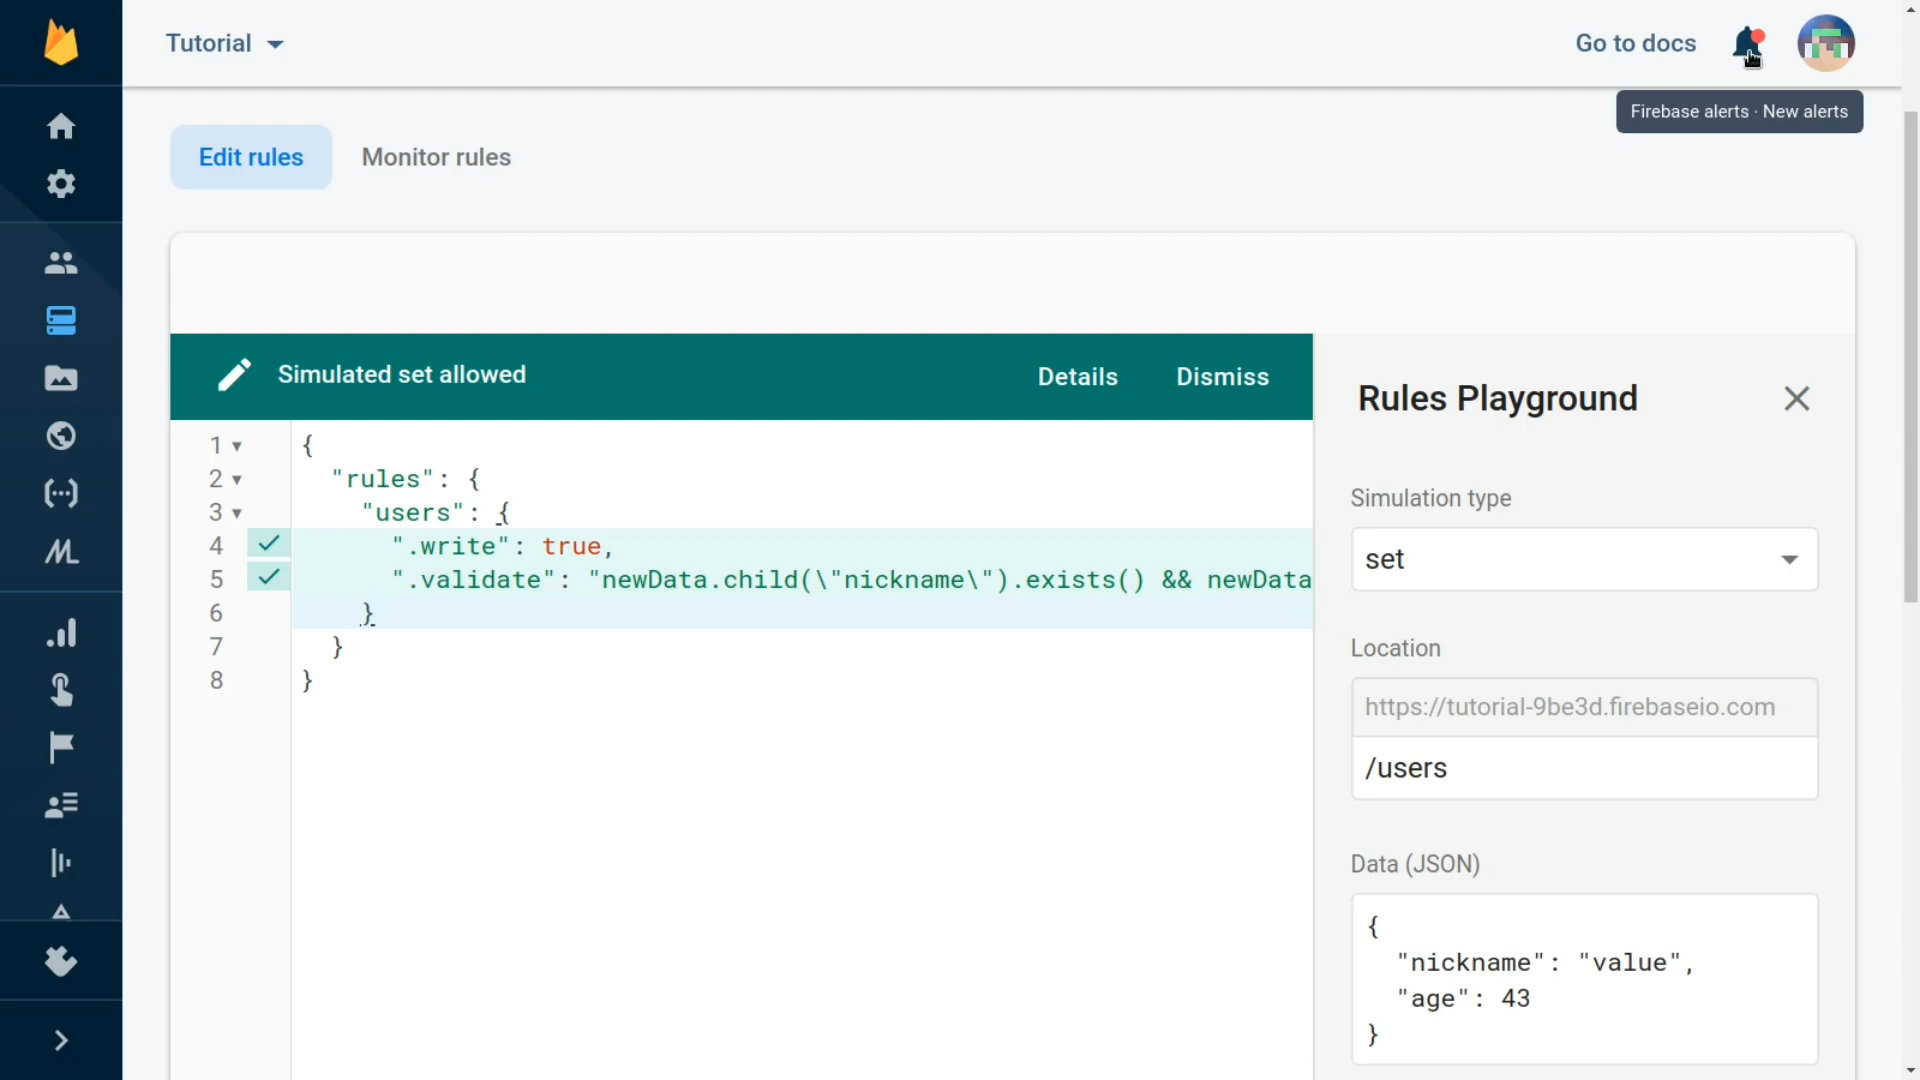 Tutorial
Go to docs
Firebase alerts · New alerts
Edit rules
Monitor rules
Simulated set allowed
Details
Dismiss
1 {
2 "rules": {
3 "users": {
4 ".write": true,
5 ".validate": "newData.child(\"nickname\").exists() && newData
6 }
7 }
8 }
Rules Playground
Simulation type
set
Location
https://tutorial-9be3d.firebaseio.com
/users
Data (JSON)
{
"nickname": "value",
"age": 43
}